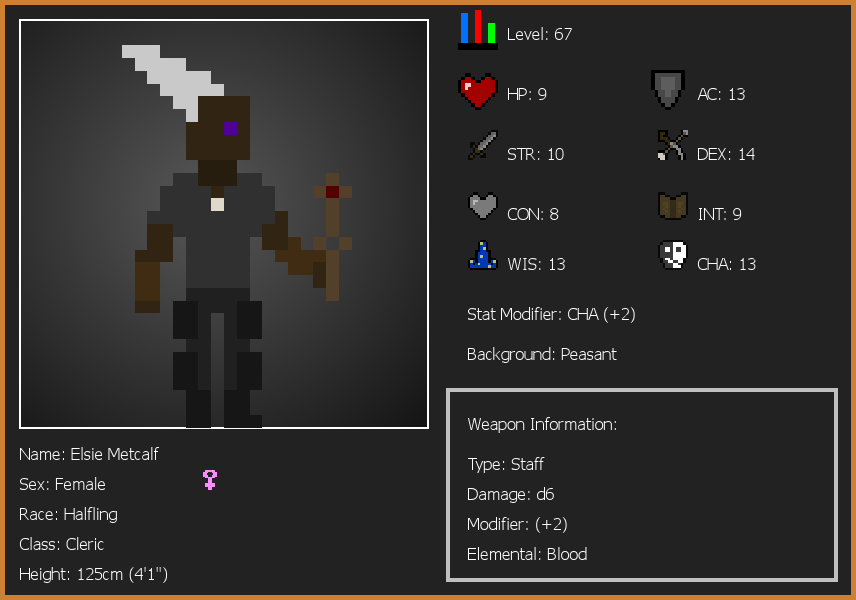 Level: 67
HP: 9
AC: 13
STR: 10
DEX: 14
CON: 8
INT: 9
WIS: 13
CHA: 13
Stat Modifier: CHA (+2)
Background: Peasant
Weapon Information:
Type: Staff
Damage: d6
Modifier: (+2)
Elemental: Blood
Name: Elsie Metcalf
Sex: Female
Race: Halfling
Class: Cleric
Height: 125cm (4'1")